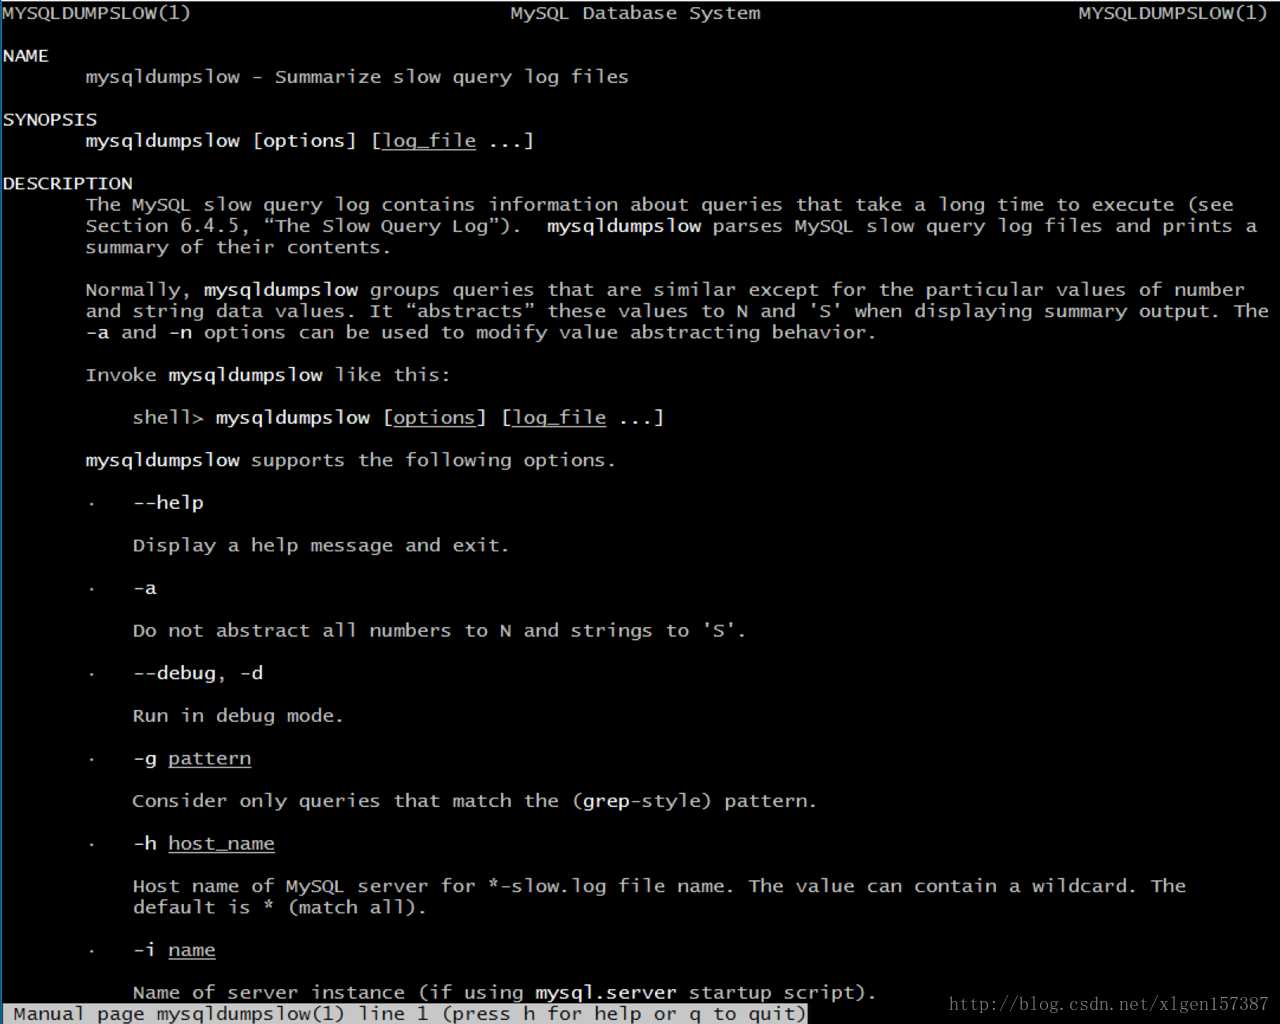 MYSQLDUMPSLOW(1) MySQL Database System MYSQLDUMPSLOW(1)
NAME
mysqldumpslow - Summarize slow query log files
SYNOPSIS
mysqldumpslow [options] [log_file ...]
DESCRIPTION
The MySQL slow query log contains information about queries that take a long time to execute (see
Section 6.4.5, “The Slow Query Log”). mysqldumpslow parses MySQL slow query log files and prints a
summary of their contents.
Normally, mysqldumpslow groups queries that are similar except for the particular values of number
and string data values. It “abstracts” these values to N and 'S' when displaying summary output. The
-a and -n options can be used to modify value abstracting behavior.
Invoke mysqldumpslow like this:
shell> mysqldumpslow [options] [log_file ...]
mysqldumpslow supports the following options.
· --help
Display a help message and exit.
· -a
Do not abstract all numbers to N and strings to 'S'.
· --debug, -d
Run in debug mode.
· -g pattern
Consider only queries that match the (grep-style) pattern.
· -h host_name
Host name of MySQL server for *-slow.log file name. The value can contain a wildcard. The
default is * (match all).
· -i name
Name of server instance (if using mysql.server startup script).
Manual page mysqldumpslow(1) line 1 (press h for help or q to quit)
http://blog.csdn.net/xlgen157387